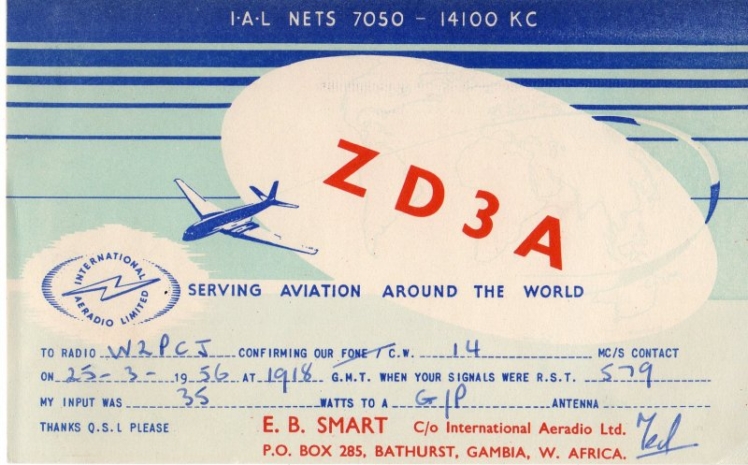 I·A·L NETS 7050 - 14100 KC
ZD3A
INTERNATIONAL AERADIO LIMITED
SERVING AVIATION AROUND THE WORLD
TO RADIO W2PCJ CONFIRMING OUR FONE / C.W. 14 MC/S CONTACT
ON 25-3- 1956 AT 1918 G.M.T. WHEN YOUR SIGNALS WERE R.S.T. 579
MY INPUT WAS 35 WATTS TO A G/P ANTENNA
THANKS Q.S.L PLEASE E. B. SMART C/o International Aeradio Ltd. Ted
P.O. BOX 285, BATHURST, GAMBIA, W. AFRICA.